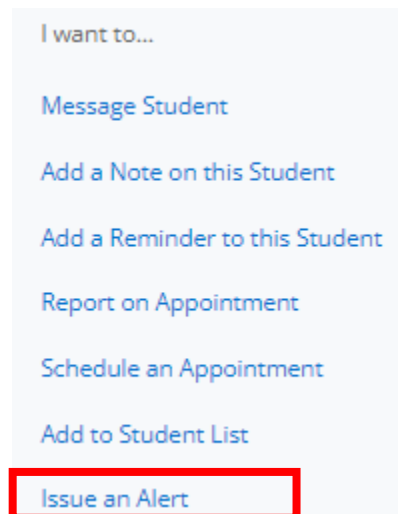 I want to...
Message Student
Add a Note on this Student
Add a Reminder to this Student
Report on Appointment
Schedule an Appointment
Add to Student List
Issue an Alert